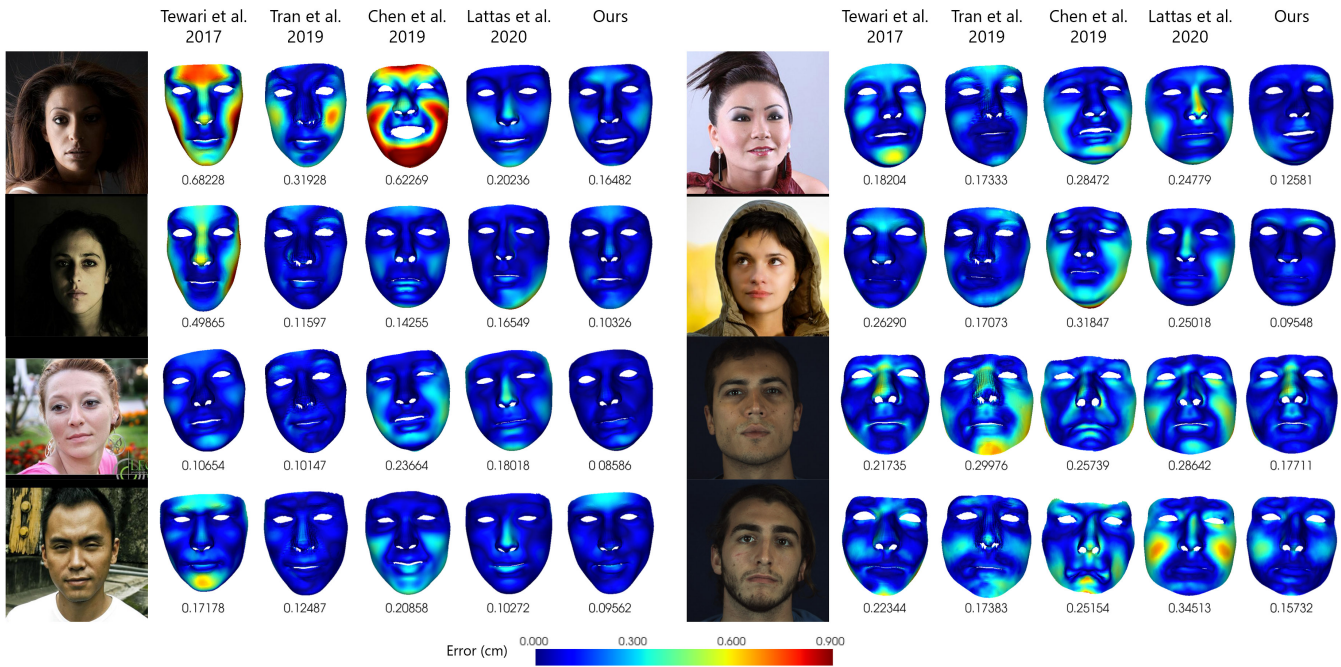 Tewari et al. Tran et al. Chen et al. Lattas et al. Ours Tewari et al. Tran et al. Chen et al. Lattas et al. Ours
2017 2019 2019 2020 2017 2019 2019 2020
0.68228 0.31928 0.62269 0.20236 0.16482 0.18204 0.17333 0.28472 0.24779 0 12581
0.49865 0.11597 0.14255 0.16549 0.10326 0.26290 0.17073 0.31847 0.25018 0.09548
0.10654 0.10147 0.23664 0.18018 0 08586 0.21735 0.29976 0.25739 0.28642 0.17711
0.17178 0.12487 0.20858 0.10272 0.09562 0.22344 0.17383 0.25154 0.34513 0.15732
0.000 0.300 0.600 0.900
Error (cm)